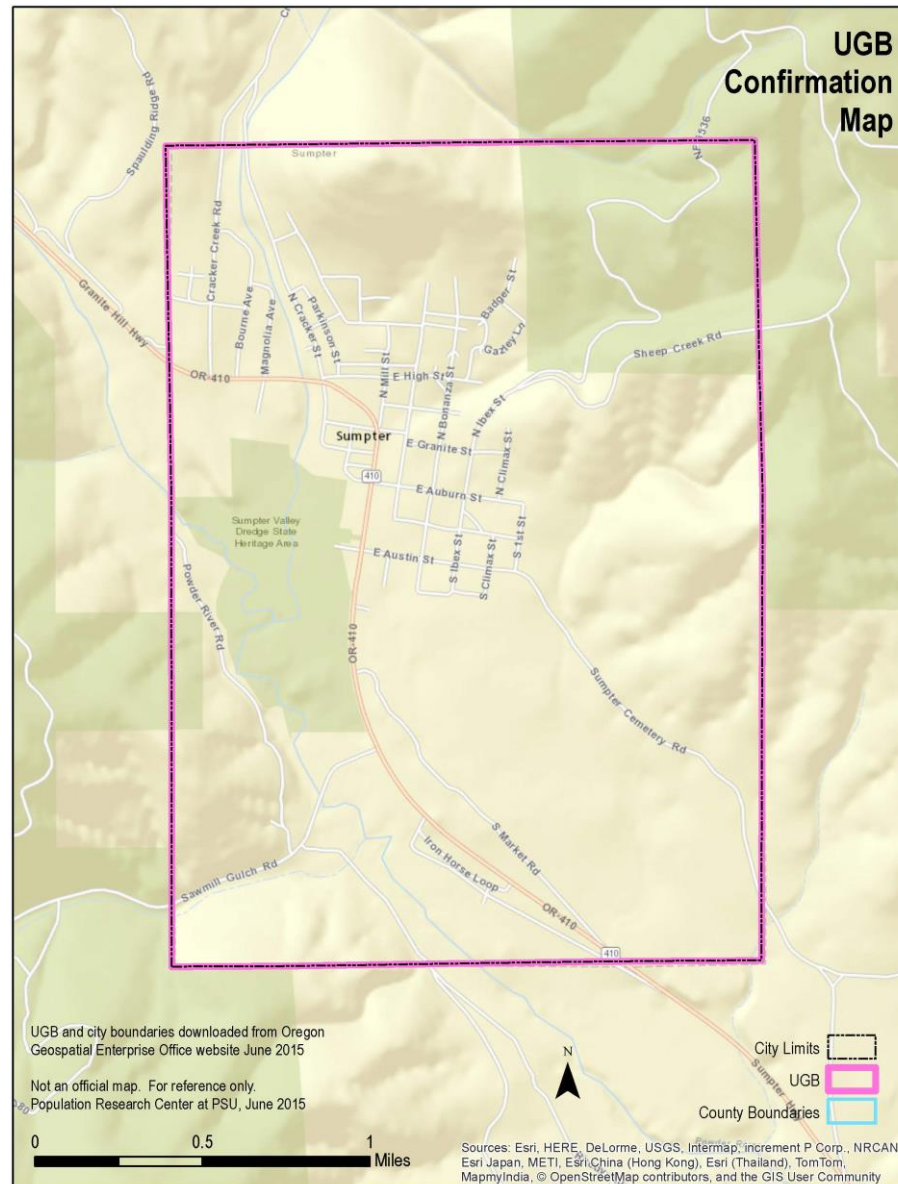 UGB
Confirmation
Map
Spaulding Ridge Rd
Sumpter
Cracker Creek Rd
Granite Hill Hwy
Bourne Ave
Magnolia Ave
N Cracker St
Parkinson St
Badger St
Gazley Ln
Sheep Creek Rd
OR-410
E High St
N Mill St
N Bonanza St
N Ibex St
Sumpter
E Granite St
N Climax St
410
E Auburn St
Sumpter Valley
Dredge State
Heritage Area
E Austin St
S Ibex St
S Climax St
S 1st St
Powder River Rd
OR-410
Sumpter Cemetery Rd
S Market Rd
Iron Horse Loop
Sawmill Gulch Rd
OR-410
410
Sumpter Hwy
UGB and city boundaries downloaded from Oregon
Geospatial Enterprise Office website June 2015
Not an official map. For reference only.
Population Research Center at PSU, June 2015
N
City Limits
UGB
County Boundaries
0 0.5 1
Miles
Sources: Esri, HERE, DeLorme, USGS, Intermap, increment P Corp., NRCAN,
Esri Japan, METI, Esri China (Hong Kong), Esri (Thailand), TomTom,
MapmyIndia, © OpenStreetMap contributors, and the GIS User Community